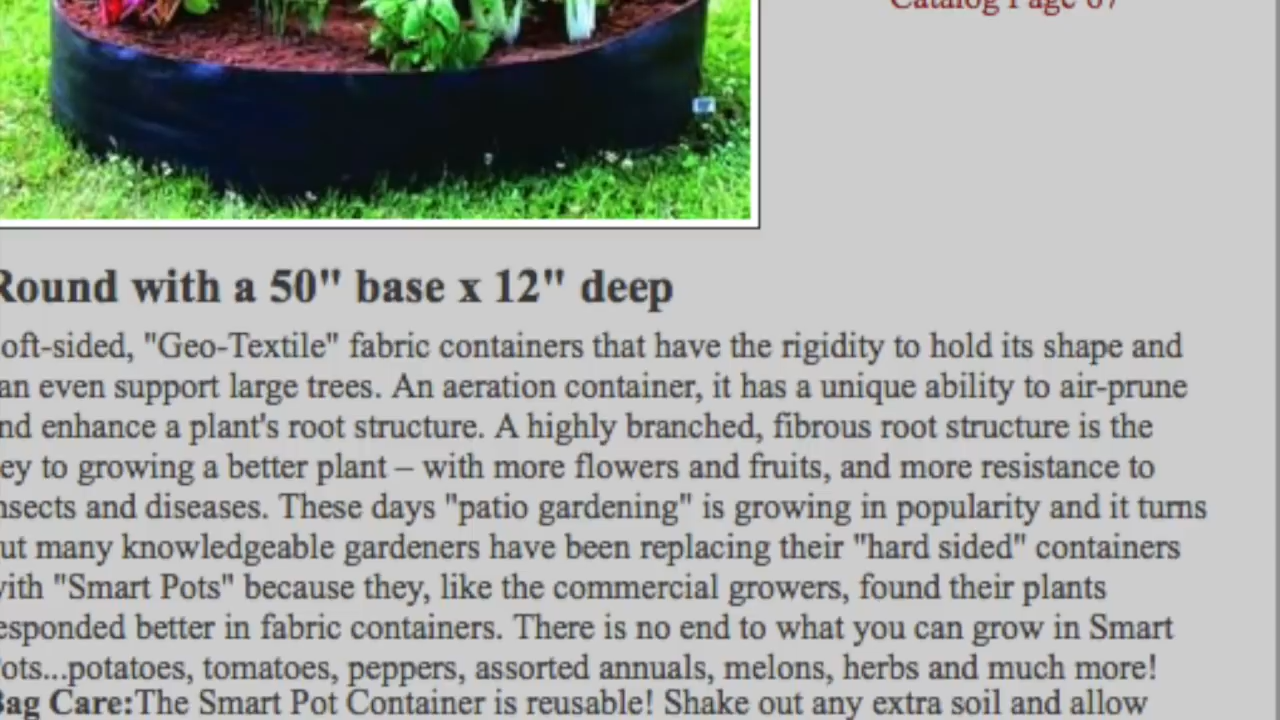 Catalog Page 67
Round with a 50" base x 12" deep
oft-sided, "Geo-Textile" fabric containers that have the rigidity to hold its shape and
an even support large trees. An aeration container, it has a unique ability to air-prune
nd enhance a plant's root structure. A highly branched, fibrous root structure is the
ey to growing a better plant – with more flowers and fruits, and more resistance to
nsects and diseases. These days "patio gardening" is growing in popularity and it turns
ut many knowledgeable gardeners have been replacing their "hard sided" containers
with "Smart Pots" because they, like the commercial growers, found their plants
esponded better in fabric containers. There is no end to what you can grow in Smart
ots...potatoes, tomatoes, peppers, assorted annuals, melons, herbs and much more!
Bag Care:The Smart Pot Container is reusable! Shake out any extra soil and allow